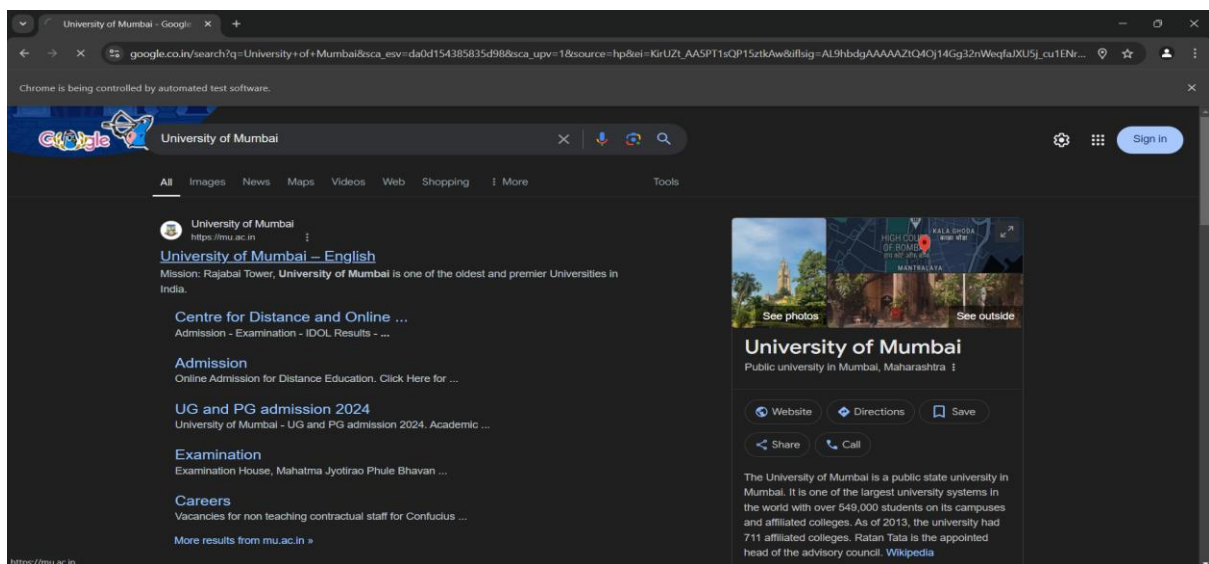 University of Mumbai - Google
google.co.in/search?q=University+of+Mumbai&sca_esv=da0d154385835d98&sca_upv=1&source=hp&ei=KirUZt_AA5PT1sQP15ztkAw&iflsig=AL9hbdgAAAAAZtQ4Oj14Gg32nWeqfaJXU5j_cu1ENr...
Chrome is being controlled by automated test software.
Google
University of Mumbai
Sign in
All Images News Maps Videos Web Shopping More Tools
University of Mumbai
https://mu.ac.in
University of Mumbai – English
Mission: Rajabai Tower, University of Mumbai is one of the oldest and premier Universities in
India.
Centre for Distance and Online ...
Admission - Examination - IDOL Results - ...
Admission
Online Admission for Distance Education. Click Here for ...
UG and PG admission 2024
University of Mumbai - UG and PG admission 2024. Academic ...
Examination
Examination House, Mahatma Jyotirao Phule Bhavan ...
Careers
Vacancies for non teaching contractual staff for Confucius ...
More results from mu.ac.in »
https://mu.ac.in
KALA GHODA
काला घोडा
HIGH COURT
OF BOMBAY
MANTRALAYA
See photos
See outside
University of Mumbai
Public university in Mumbai, Maharashtra
Website Directions Save
Share Call
The University of Mumbai is a public state university in
Mumbai. It is one of the largest university systems in
the world with over 549,000 students on its campuses
and affiliated colleges. As of 2013, the university had
711 affiliated colleges. Ratan Tata is the appointed
head of the advisory council. Wikipedia